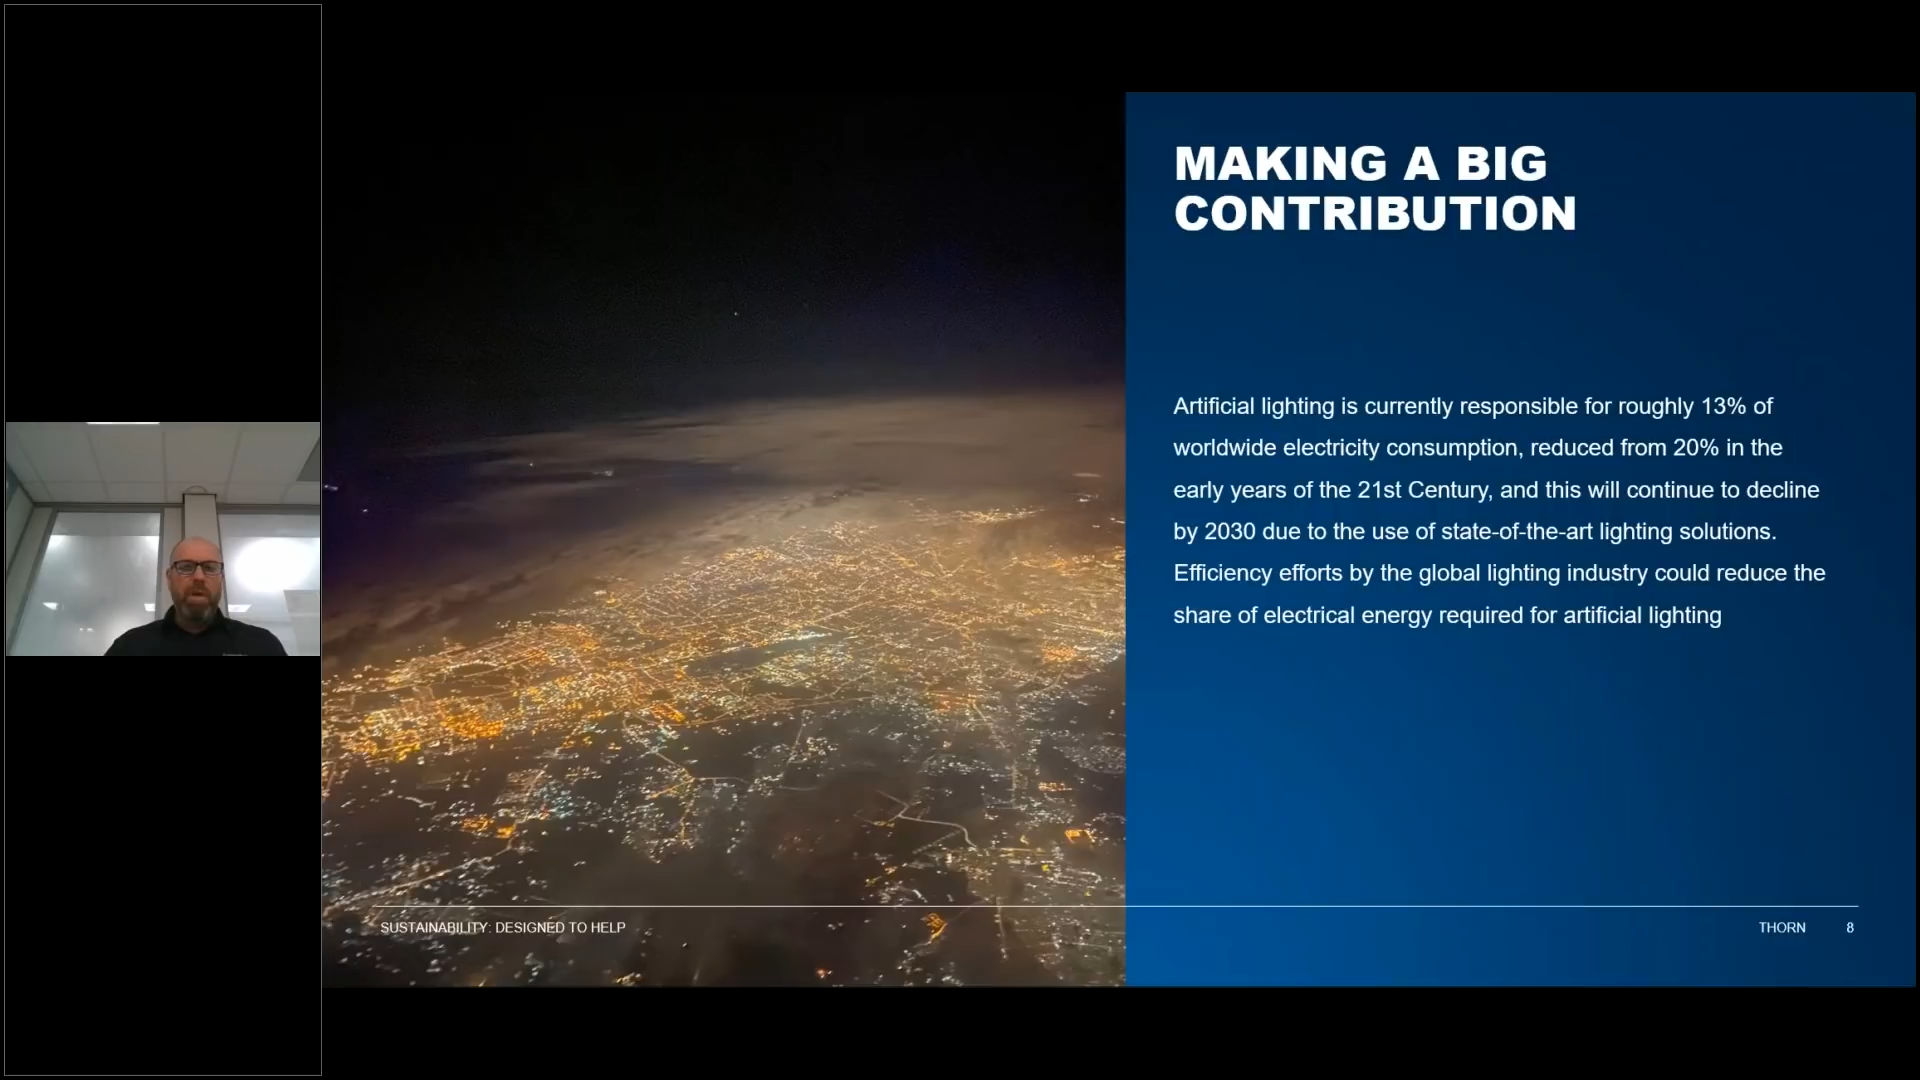 MAKING A BIG
CONTRIBUTION
Artificial lighting is currently responsible for roughly 13% of
worldwide electricity consumption, reduced from 20% in the
early years of the 21st Century, and this will continue to decline
by 2030 due to the use of state-of-the-art lighting solutions.
Efficiency efforts by the global lighting industry could reduce the
share of electrical energy required for artificial lighting
SUSTAINABILITY: DESIGNED TO HELP
THORN 8